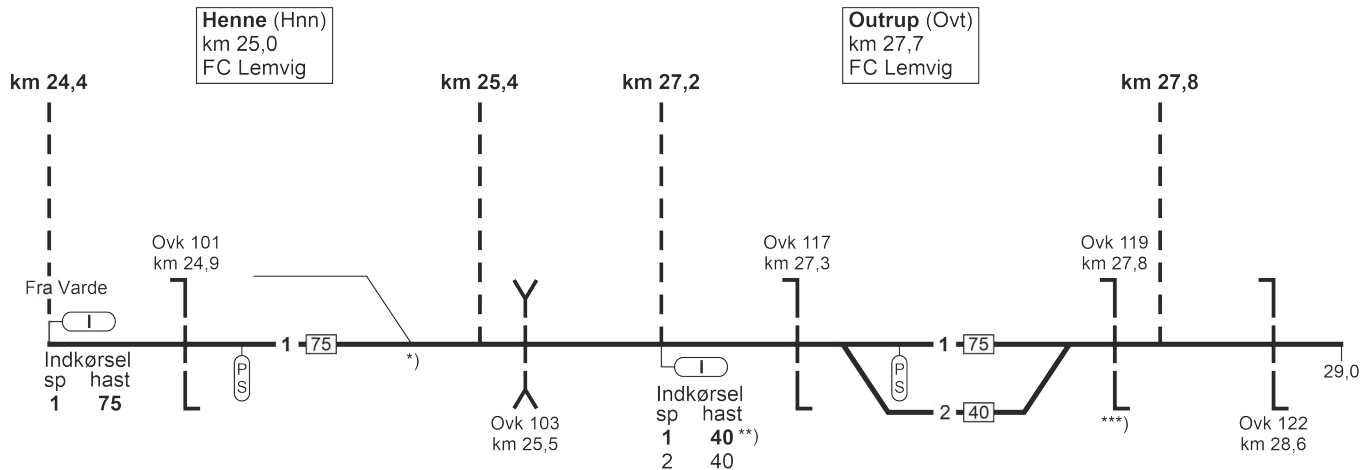 Henne (Hnn)
km 25,0
FC Lemvig
Outrup (Ovt)
km 27,7
FC Lemvig
km 24,4
km 25,4
km 27,2
km 27,8
Ovk 101
km 24,9
Ovk 117
km 27,3
Ovk 119
km 27,8
Fra Varde
I
1 75
*)
1 75
29,0
Indkørsel
sp hast
1 75
P
S
Ovk 103
km 25,5
I
Indkørsel
sp hast
1 40 **)
2 40
P
S
2 40
***)
Ovk 122
km 28,6